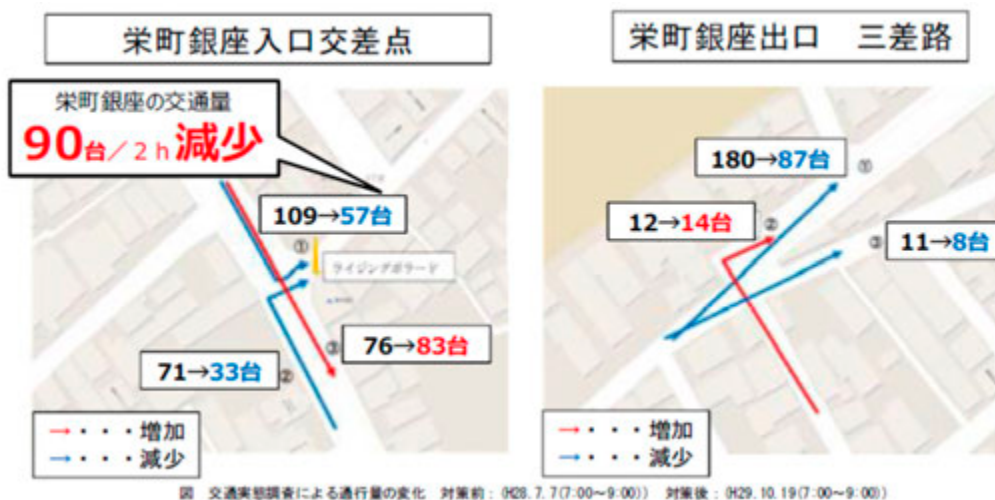 栄町銀座入口交差点
栄町銀座の交通量
90台／2h減少
109→57台
①
ライジングボラード
③
76→83台
71→33台
②
→・・・増加
→・・・減少
栄町銀座出口 三差路
180→87台
①
12→14台
②
③
11→8台
→・・・増加
→・・・減少
図 交通実態調査による通行量の変化 対策前：(H28.7.7(7:00～9:00)) 対策後：(H29.10.19(7:00～9:00))